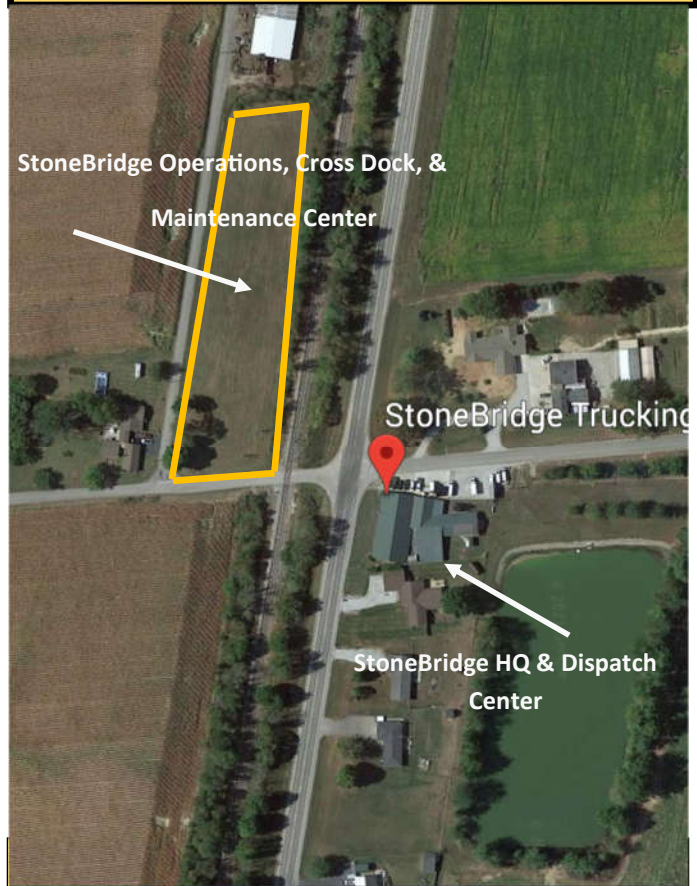 StoneBridge Operations, Cross Dock, &
Maintenance Center
StoneBridge Trucking
StoneBridge HQ & Dispatch
Center